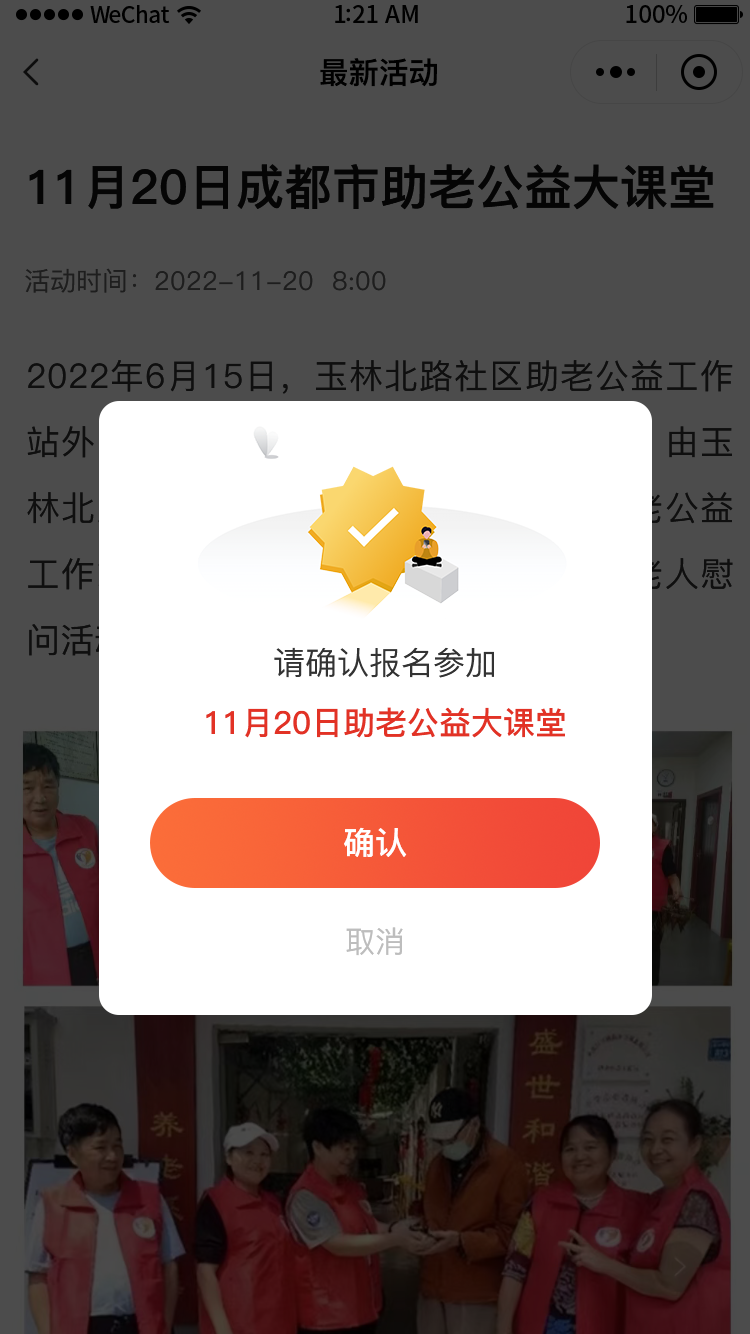 WeChat 1:21 AM 100%
最新活动
11月20日成都市助老公益大课堂
活动时间：2022-11-20 8:00
2022年6月15日，玉林北路社区助老公益工作
站外 由玉
林北 老公益
工作 老人慰
问活
请确认报名参加
11月20日助老公益大课堂
确认
取消
盛世和谐
养老